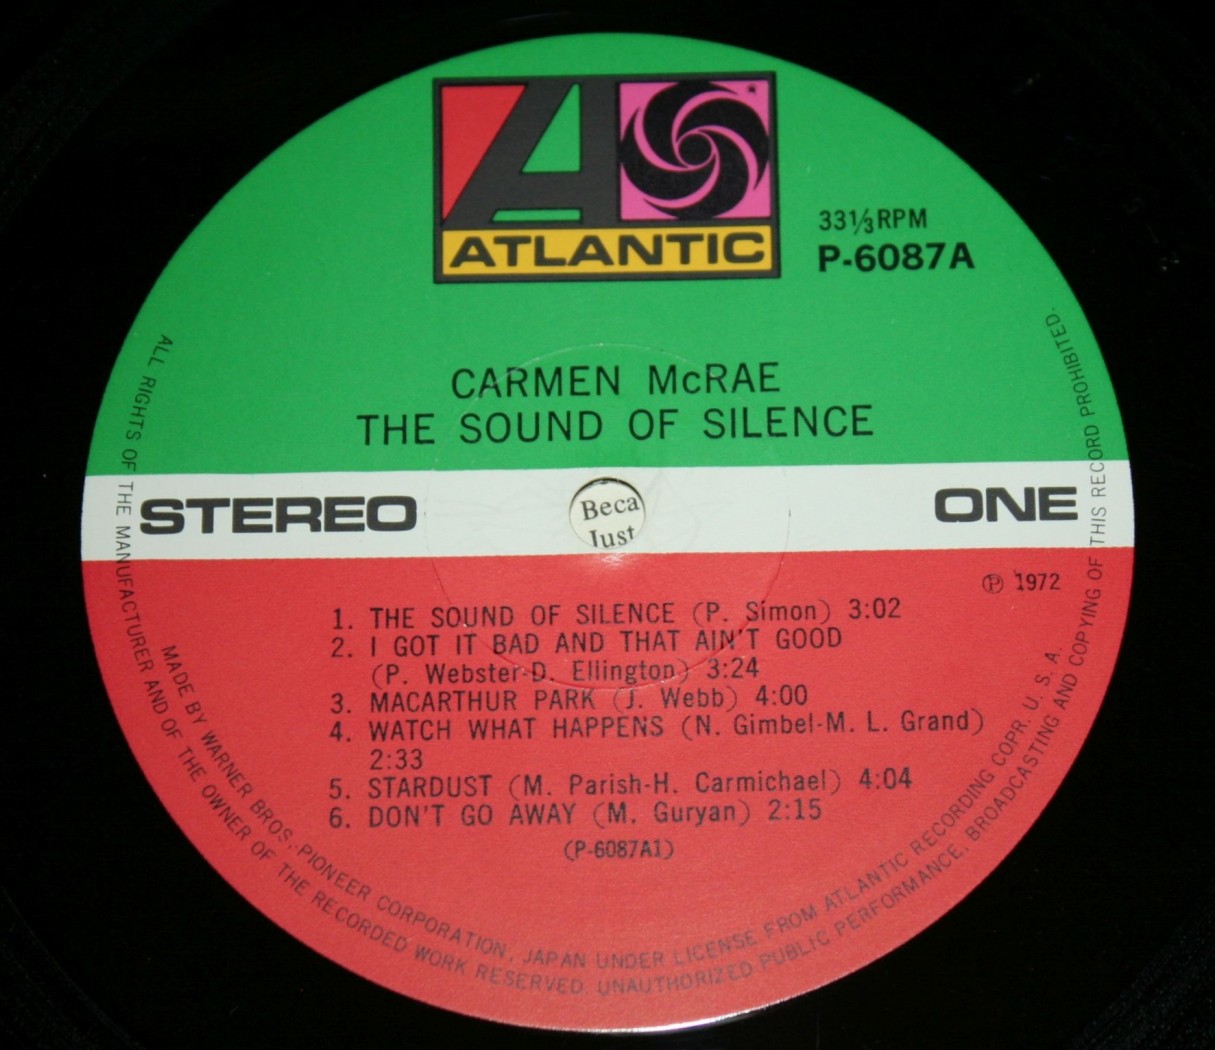 ATLANTIC
33⅓RPM
P-6087A
CARMEN McRAE
THE SOUND OF SILENCE
STEREO
Beca
Just
ONE
℗ 1972
1. THE SOUND OF SILENCE (P. Simon) 3:02
2. I GOT IT BAD AND THAT AIN'T GOOD
(P. Webster-D. Ellington) 3:24
3. MACARTHUR PARK (J. Webb) 4:00
4. WATCH WHAT HAPPENS (N. Gimbel-M. L. Grand)
2:33
5. STARDUST (M. Parish-H. Carmichael) 4:04
6. DON'T GO AWAY (M. Guryan) 2:15
(P-6087A1)
MADE BY WARNER BROS.-PIONEER CORPORATION, JAPAN UNDER LICENSE FROM ATLANTIC RECORDING COPR. U. S. A.
ALL RIGHTS OF THE MANUFACTURER AND OF THE OWNER OF THE RECORDED WORK RESERVED. UNAUTHORIZED PUBLIC PERFORMANCE, BROADCASTING AND COPYING OF THIS RECORD PROHIBITED.